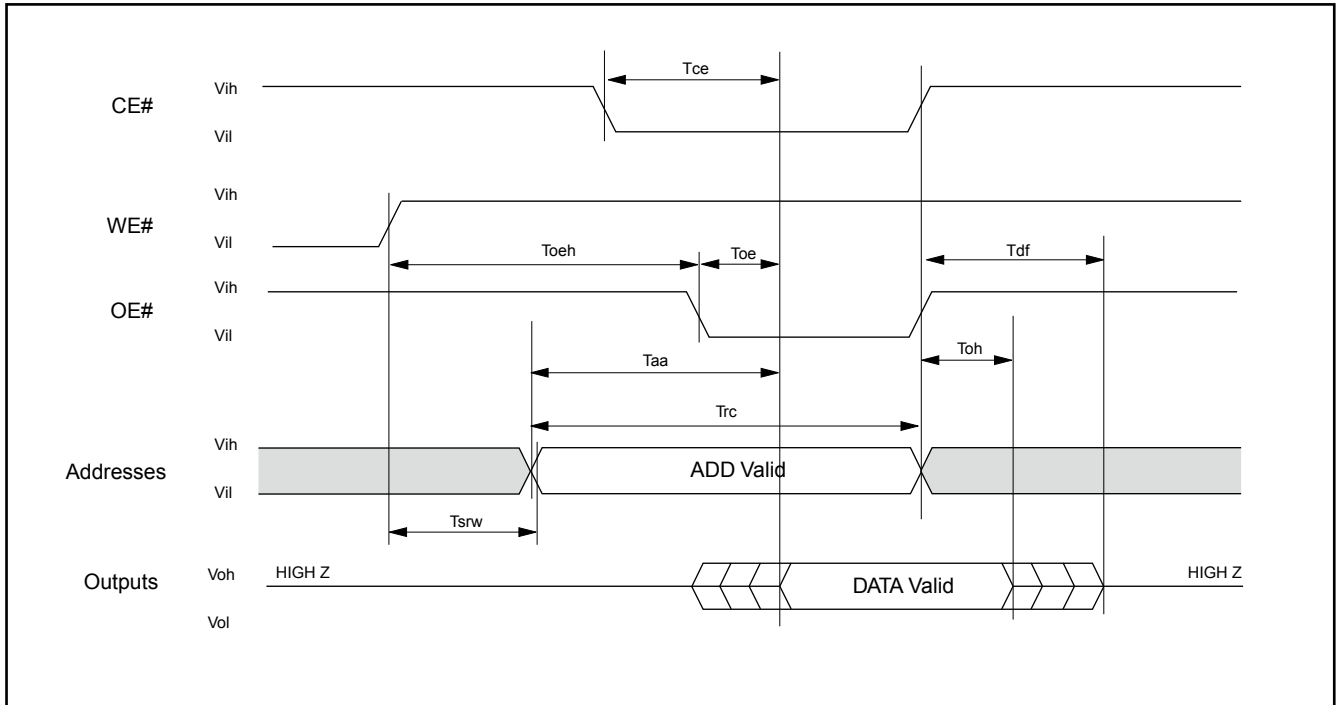 Tce
Vih
CE#
Vil
Vih
WE#
Vil
Toeh
Toe
Tdf
Vih
OE#
Vil
Toh
Taa
Trc
Vih
Addresses
ADD Valid
Vil
Tsrw
Outputs
Voh
HIGH Z
DATA Valid
HIGH Z
Vol